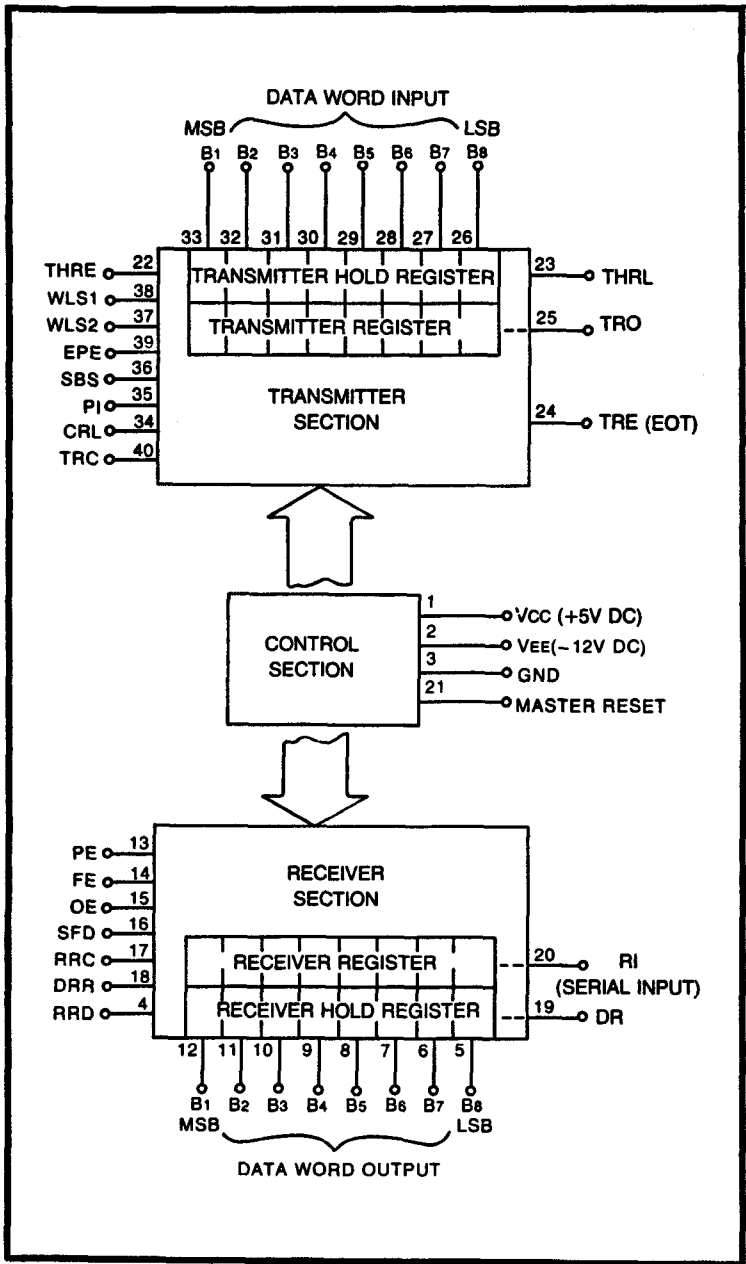 DATA WORD INPUT
MSB LSB
B1 B2 B3 B4 B5 B6 B7 B8
33 32 31 30 29 28 27 26
THRE 22
WLS1 38
WLS2 37
EPE 39
SBS 36
PI 35
CRL 34
TRC 40
TRANSMITTER HOLD REGISTER
TRANSMITTER REGISTER
TRANSMITTER
SECTION
23 THRL
25 TRO
24 TRE (EOT)
CONTROL
SECTION
1 VCC (+5V DC)
2 VEE(-12V DC)
3 GND
21 MASTER RESET
PE 13
FE 14
OE 15
SFD 16
RRC 17
DRR 18
RRD 4
RECEIVER
SECTION
RECEIVER REGISTER
RECEIVER HOLD REGISTER
20 RI
(SERIAL INPUT)
19 DR
12 11 10 9 8 7 6 5
B1 B2 B3 B4 B5 B6 B7 B8
MSB LSB
DATA WORD OUTPUT